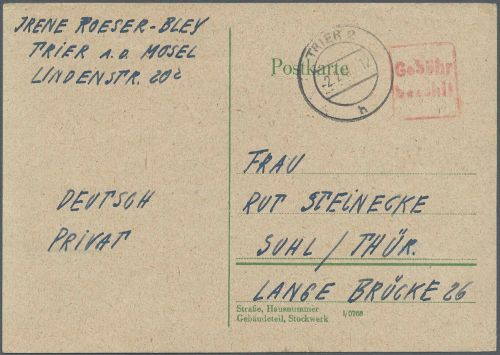 IRENE ROESER-BLEY
TRIER a.d. MOSEL
LINDENSTR. 20c
DEUTSCH
PRIVAT
Postkarte
TRIER 2
h
Gebühr
bezahlt
FRAU
RUT STEINECKE
SUHL / THÜR.
LANGE BRÜCKE 26
Straße, Hausnummer
Gebäudeteil, Stockwerk